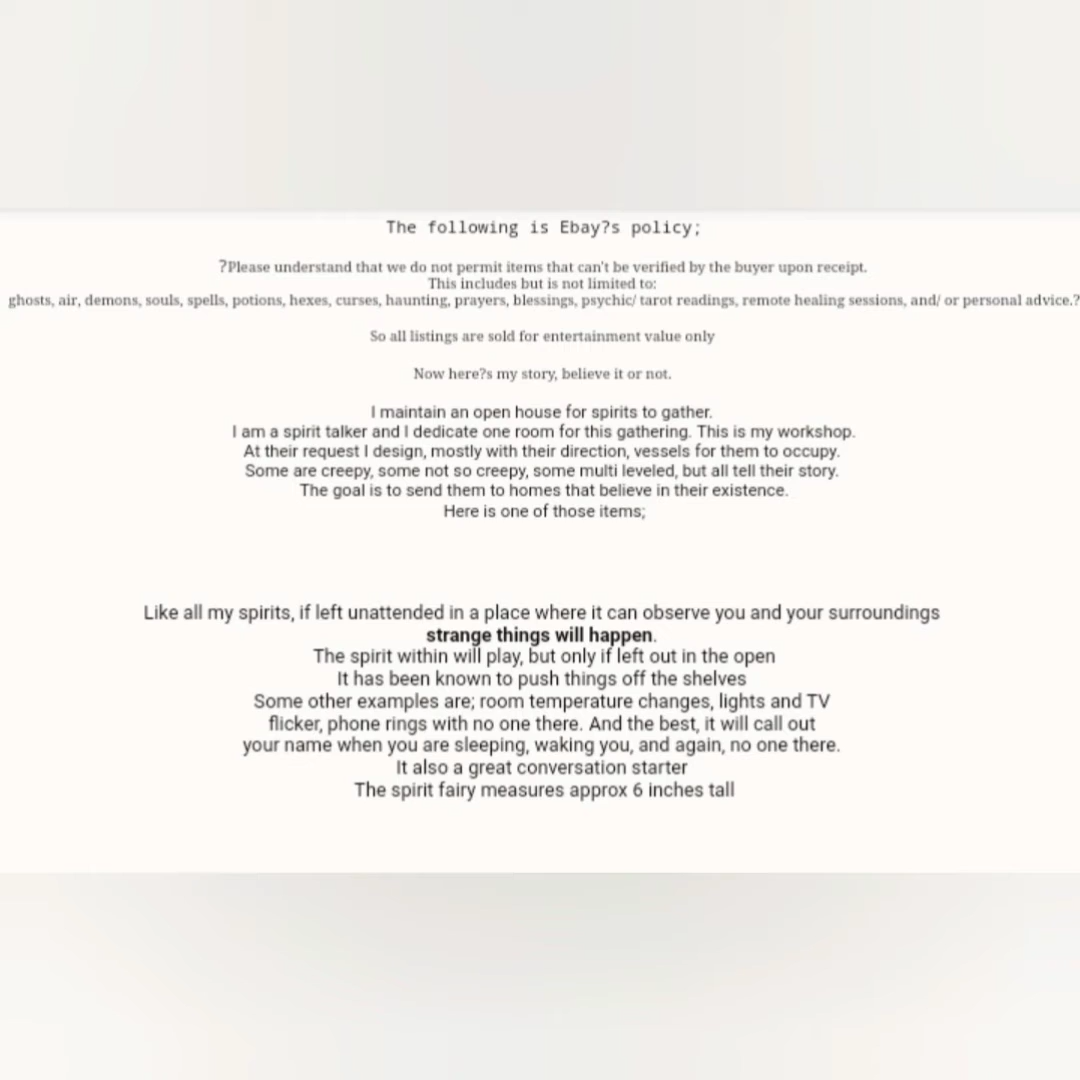 The following is Ebay?s policy;
?Please understand that we do not permit items that can't be verified by the buyer upon receipt.
This includes but is not limited to:
ghosts, air, demons, souls, spells, potions, hexes, curses, haunting, prayers, blessings, psychic/ tarot readings, remote healing sessions, and/ or personal advice.?
So all listings are sold for entertainment value only
Now here?s my story, believe it or not.
I maintain an open house for spirits to gather.
I am a spirit talker and I dedicate one room for this gathering. This is my workshop.
At their request I design, mostly with their direction, vessels for them to occupy.
Some are creepy, some not so creepy, some multi leveled, but all tell their story.
The goal is to send them to homes that believe in their existence.
Here is one of those items;
Like all my spirits, if left unattended in a place where it can observe you and your surroundings
strange things will happen.
The spirit within will play, but only if left out in the open
It has been known to push things off the shelves
Some other examples are; room temperature changes, lights and TV
flicker, phone rings with no one there. And the best, it will call out
your name when you are sleeping, waking you, and again, no one there.
It also a great conversation starter
The spirit fairy measures approx 6 inches tall